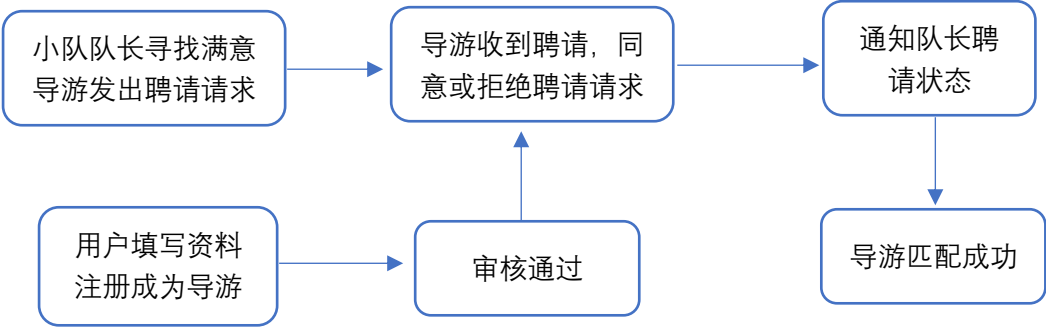 小队队长寻找满意
导游发出聘请请求
导游收到聘请，同
意或拒绝聘请请求
通知队长聘
请状态
用户填写资料
注册成为导游
审核通过
导游匹配成功